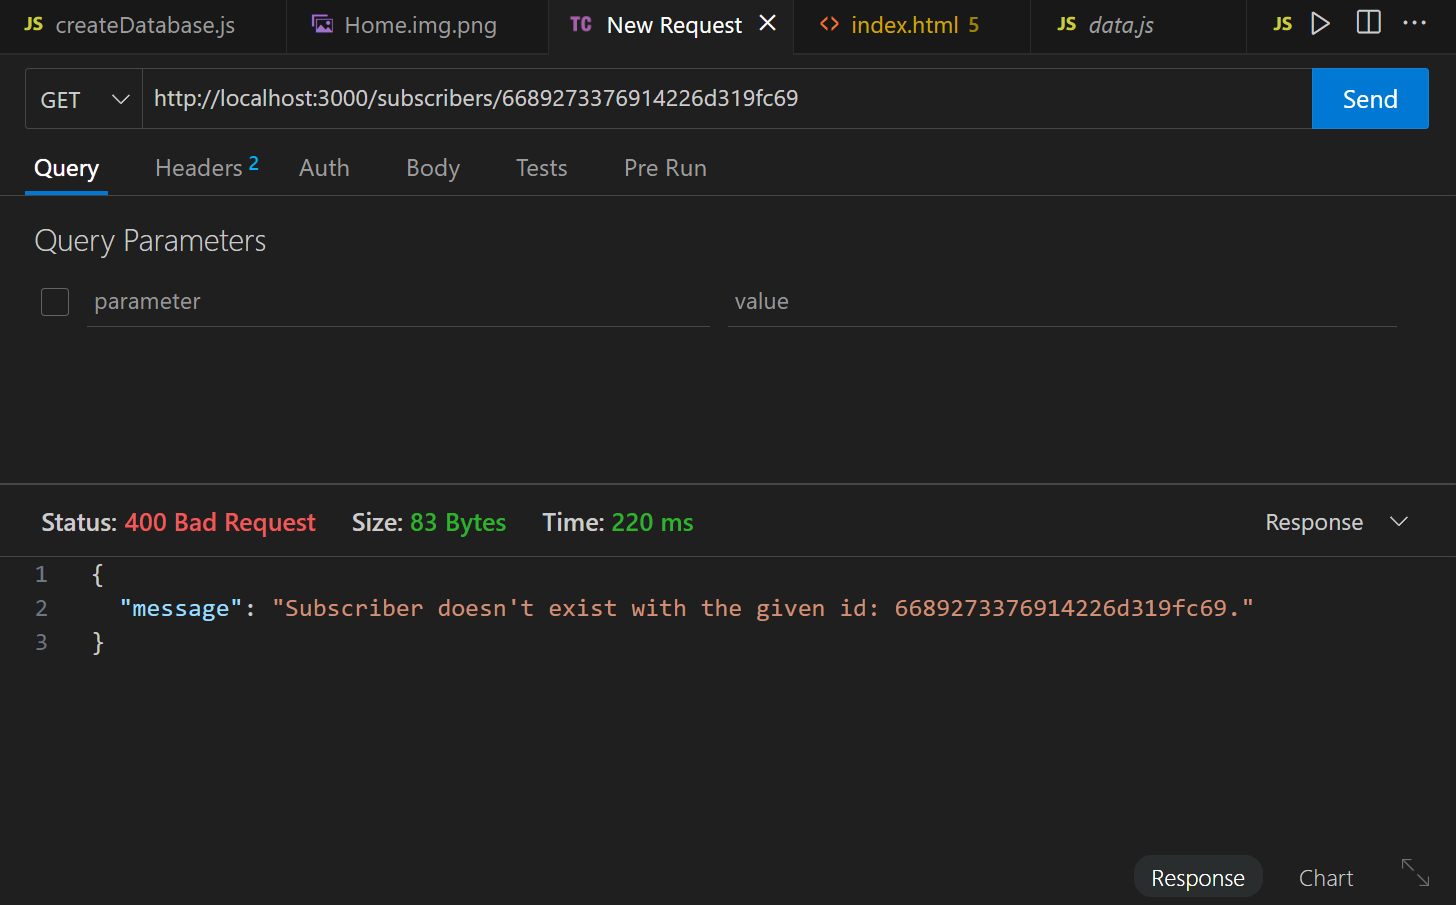 JS createDatabase.js Home.img.png TC New Request index.html 5 JS data.js JS
GET http://localhost:3000/subscribers/6689273376914226d319fc69 Send
Query Headers 2 Auth Body Tests Pre Run
Query Parameters
parameter value
Status: 400 Bad Request Size: 83 Bytes Time: 220 ms Response
1 {
2 "message": "Subscriber doesn't exist with the given id: 6689273376914226d319fc69."
3 }
Response Chart